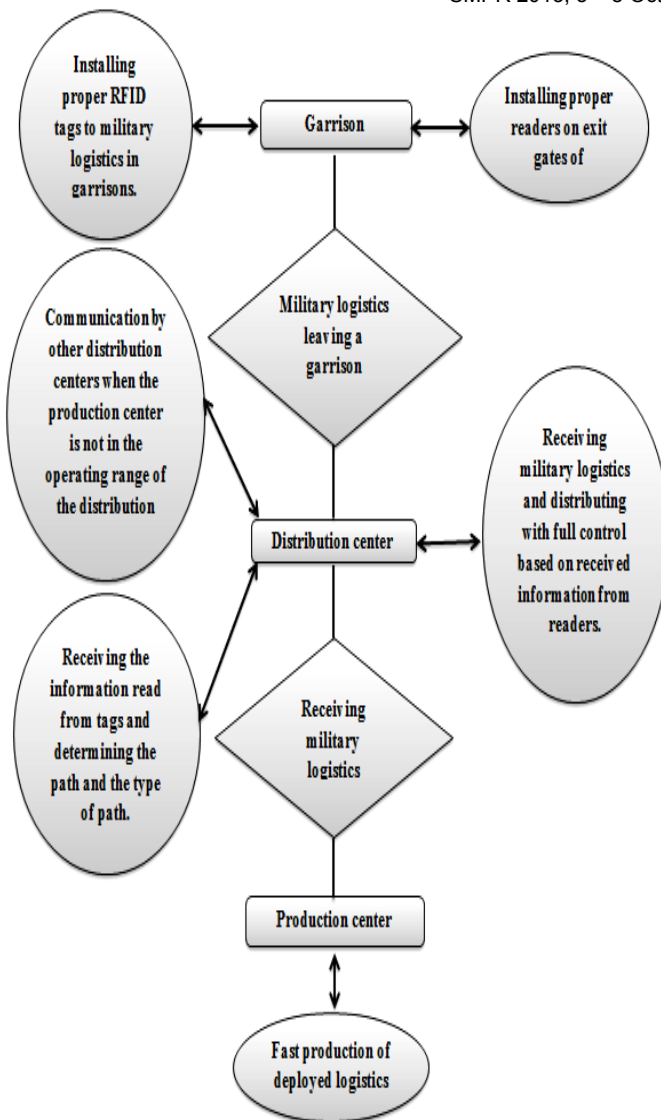 Installing
proper RFID
tags to military
logistics in
garrisons.
Garrison
Installing proper
readers on exit
gates of
Military logistics
leaving a
garrison
Communication by
other distribution
centers when the
production center
is not in the
operating range of
the distribution
Receiving
military logistics
and distributing
with full control
based on received
information from
readers.
Distribution center
Receiving the
information read
from tags and
determining the
path and the type
of path.
Receiving
military
logistics
Production center
Fast production of
deployed logistics